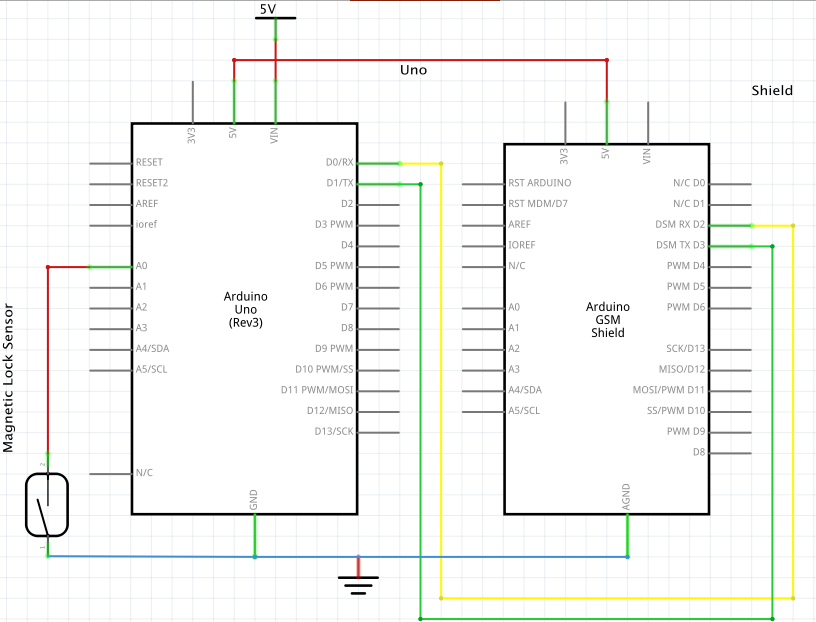 5V
Uno
Shield
3V3
5V
VIN
RESET
RESET2
AREF
ioref
A0
A1
A2
A3
A4/SDA
A5/SCL
N/C
D0/RX
D1/TX
D2
D3 PWM
D4
D5 PWM
D6 PWM
D7
D8
D9 PWM
D10 PWM/SS
D11 PWM/MOSI
D12/MISO
D13/SCK
Arduino
Uno
(Rev3)
GND
Magnetic Lock Sensor
2
1
3V3
5V
VIN
RST ARDUINO
RST MDM/D7
AREF
IOREF
N/C
A0
A1
A2
A3
A4/SDA
A5/SCL
N/C D0
N/C D1
DSM RX D2
DSM TX D3
PWM D4
PWM D5
PWM D6
SCK/D13
MISO/D12
MOSI/PWM D11
SS/PWM D10
PWM D9
D8
Arduino
GSM
Shield
AGND